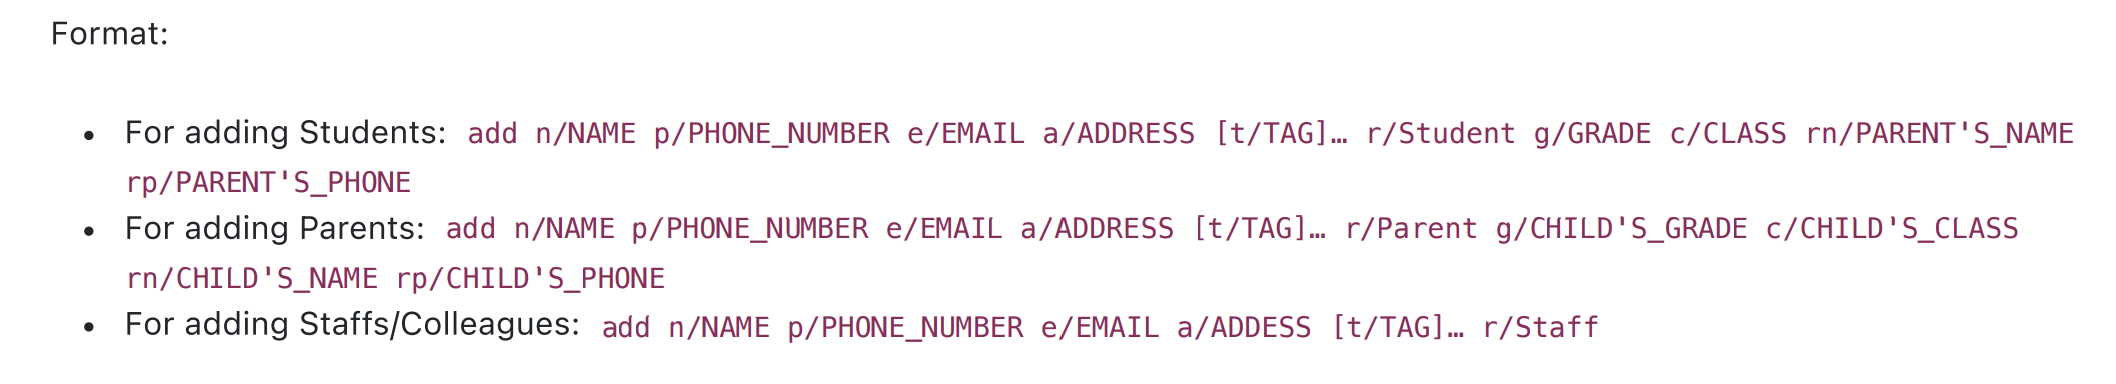 Format:
• For adding Students: add n/NAME p/PHONE_NUMBER e/EMAIL a/ADDRESS [t/TAG]… r/Student g/GRADE c/CLASS rn/PARENT'S_NAME
rp/PARENT'S_PHONE
• For adding Parents: add n/NAME p/PHONE_NUMBER e/EMAIL a/ADDRESS [t/TAG]… r/Parent g/CHILD'S_GRADE c/CHILD'S_CLASS
rn/CHILD'S_NAME rp/CHILD'S_PHONE
• For adding Staffs/Colleagues: add n/NAME p/PHONE_NUMBER e/EMAIL a/ADDESS [t/TAG]… r/Staff